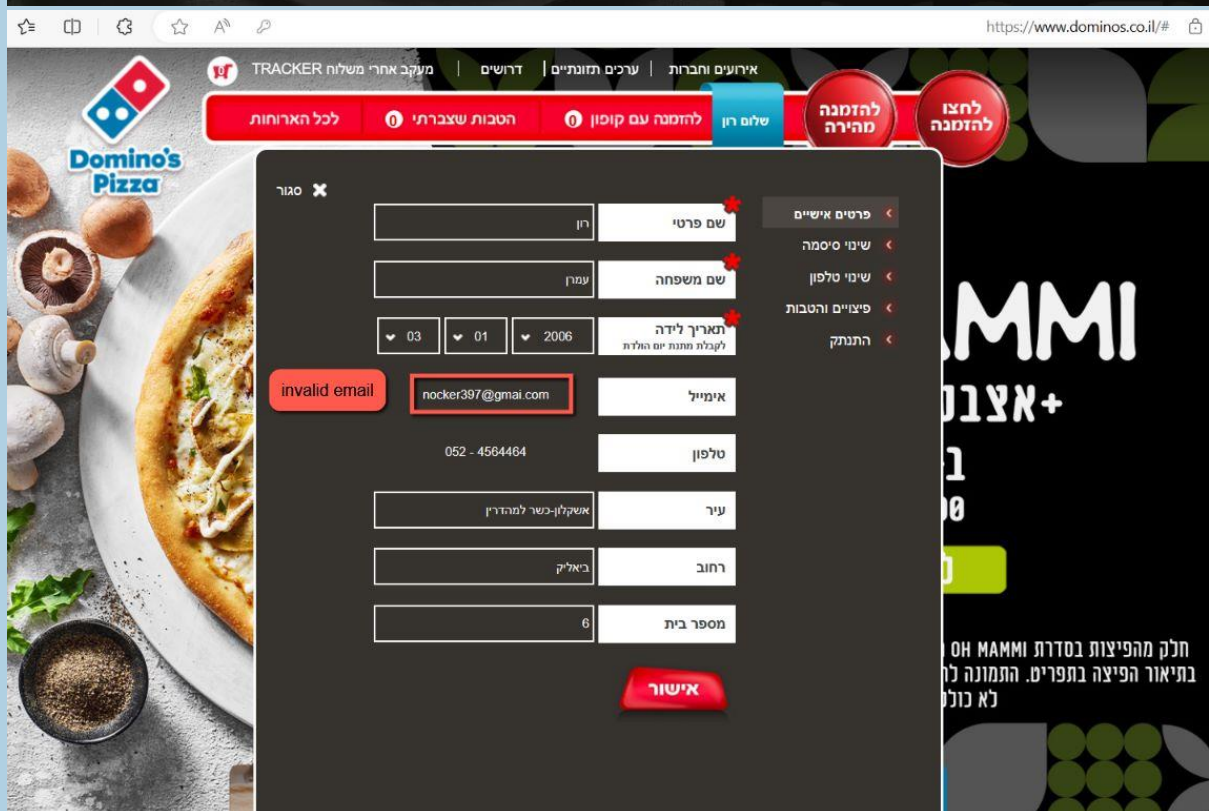 https://www.dominos.co.il/#
אירועים וחברות | ערכים תזונתיים | דרושים | מעקב אחרי משלוח TRACKER
לחצו להזמנה
להזמנה מהירה
שלום רון
להזמנה עם קופון 0
הטבות שצברתי 0
לכל הארוחות
Domino's
Pizza
סגור
פרטים אישיים
שינוי סיסמה
שינוי טלפון
פיצויים והטבות
התנתק
שם פרטי רון
שם משפחה עמרן
תאריך לידה 2006 01 03
לקבלת מתנת יום הולדת
אימייל nocker397@gmai.com
invalid email
טלפון 052 - 4564464
עיר אשקלון-כשר למהדרין
רחוב ביאליק
מספר בית 6
אישור
MMI
+אצבנ
חלק מהפיצות בסדרת OH MAMMI
בתיאור הפיצה בתפריט. התמונה
לא